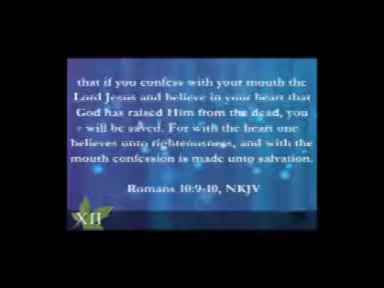 that if you confess with your mouth the
Lord Jesus and believe in your heart that
God has raised Him from the dead, you
will be saved. For with the heart one
believes unto righteousness, and with the
mouth confession is made unto salvation.
Romans 10:9-10, NKJV
XII